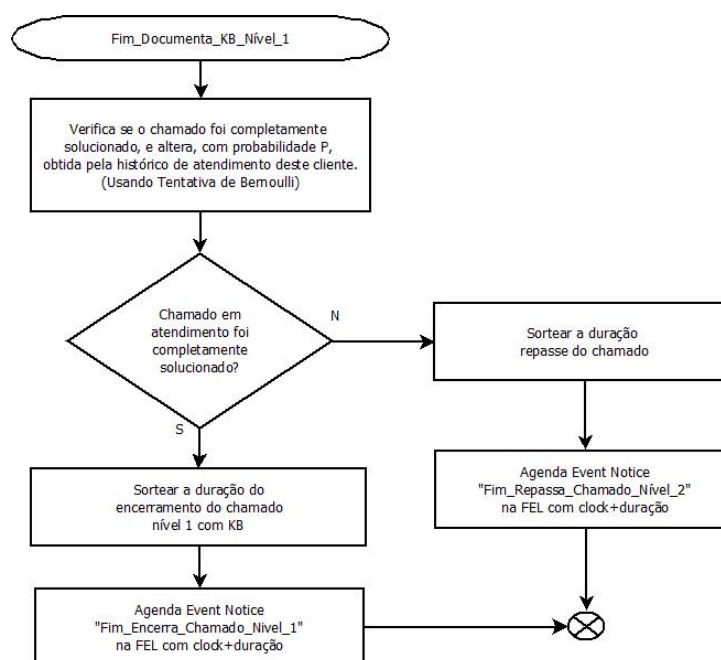 Fim_Documenta_KB_Nível_1
Verifica se o chamado foi completamente
solucionado, e altera, com probabilidade P,
obtida pela histórico de atendimento deste cliente.
(Usando Tentativa de Bernoulli)
Chamado em
atendimento foi
completamente
solucionado?
N
Sortear a duração
repasse do chamado
Agenda Event Notice
"Fim_Repassa_Chamado_Nível_2"
na FEL com clock+duração
S
Sortear a duração do
encerramento do chamado
nível 1 com KB
Agenda Event Notice
"Fim_Encerra_Chamado_Nivel_1"
na FEL com clock+duração